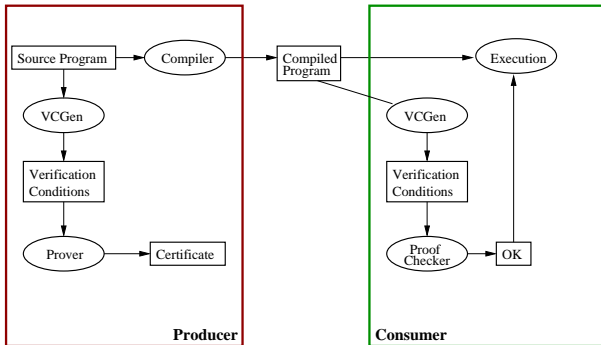 Source Program
Compiler
Compiled
Program
Execution
VCGen
VCGen
Verification
Conditions
Verification
Conditions
Prover
Certificate
Proof
Checker
OK
Producer
Consumer